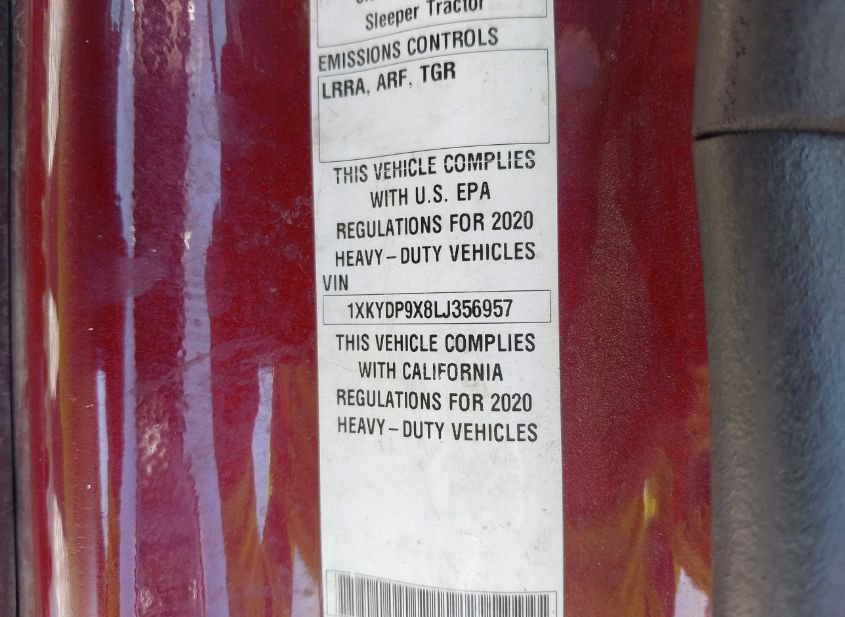 Sleeper Tractor
EMISSIONS CONTROLS
LRRA, ARF, TGR
THIS VEHICLE COMPLIES
WITH U.S. EPA
REGULATIONS FOR 2020
HEAVY-DUTY VEHICLES
VIN
1XKYDP9X8LJ356957
THIS VEHICLE COMPLIES
WITH CALIFORNIA
REGULATIONS FOR 2020
HEAVY-DUTY VEHICLES